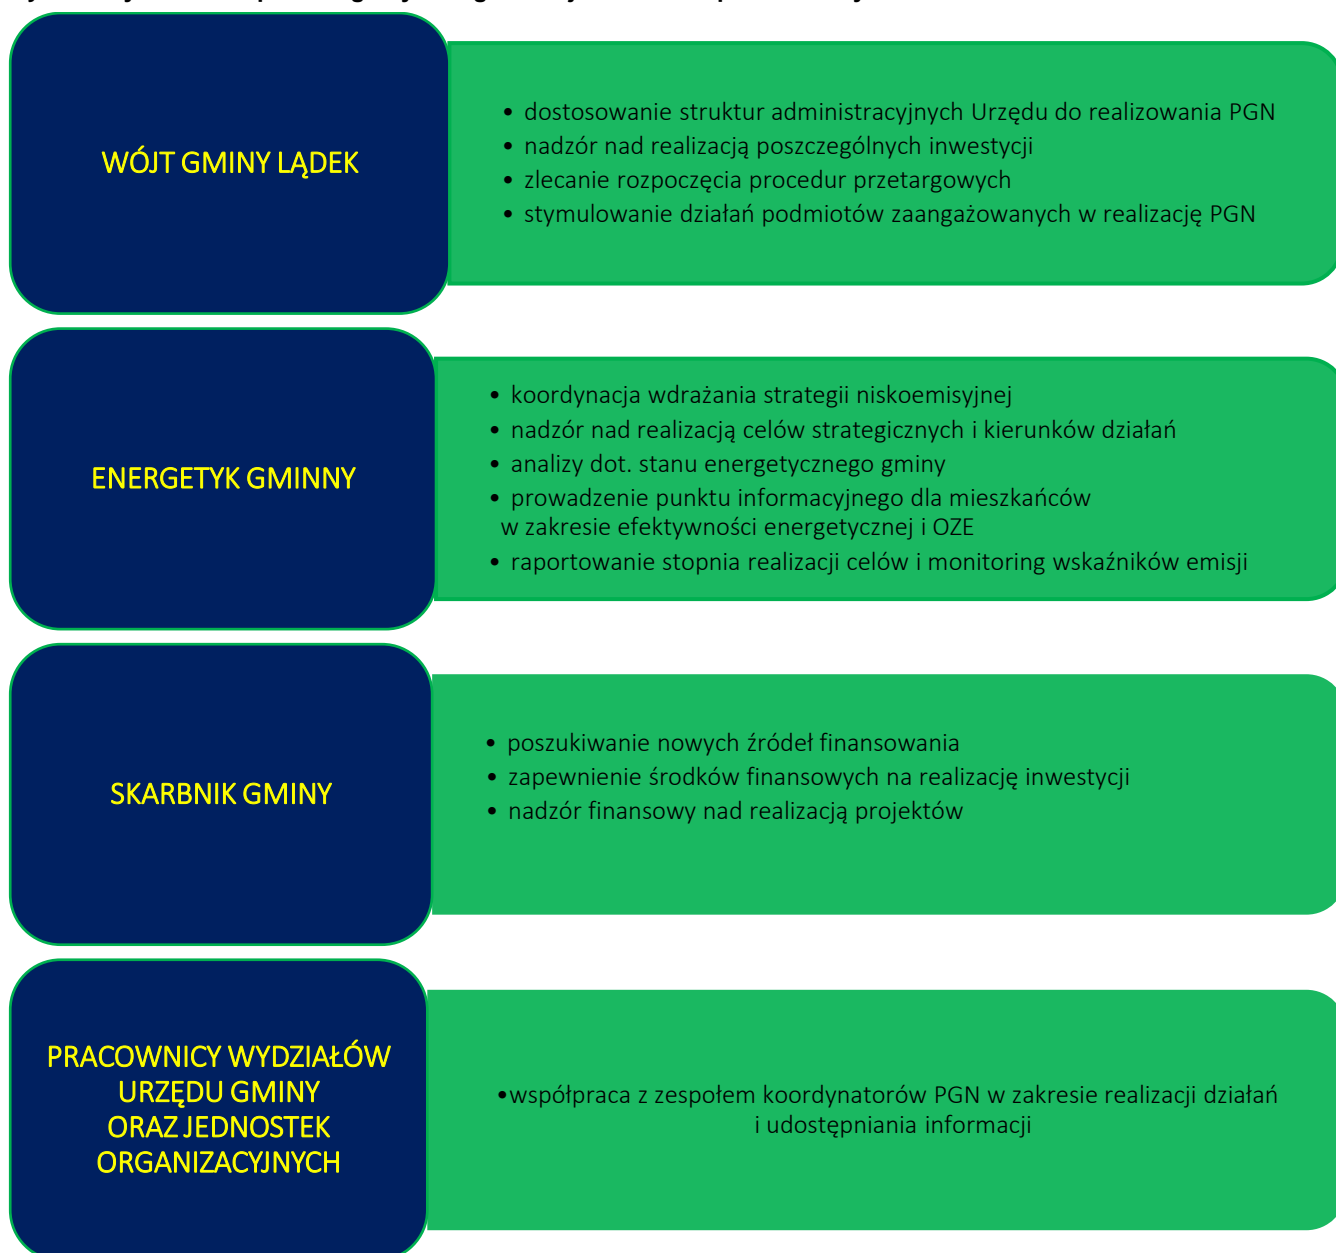 WÓJT GMINY LĄDEK
• dostosowanie struktur administracyjnych Urzędu do realizowania PGN
• nadzór nad realizacją poszczególnych inwestycji
• zlecanie rozpoczęcia procedur przetargowych
• stymulowanie działań podmiotów zaangażowanych w realizację PGN
ENERGETYK GMINNY
• koordynacja wdrażania strategii niskoemisyjnej
• nadzór nad realizacją celów strategicznych i kierunków działań
• analizy dot. stanu energetycznego gminy
• prowadzenie punktu informacyjnego dla mieszkańców
w zakresie efektywności energetycznej i OZE
• raportowanie stopnia realizacji celów i monitoring wskaźników emisji
SKARBNIK GMINY
• poszukiwanie nowych źródeł finansowania
• zapewnienie środków finansowych na realizację inwestycji
• nadzór finansowy nad realizacją projektów
PRACOWNICY WYDZIAŁÓW
URZĘDU GMINY
ORAZ JEDNOSTEK
ORGANIZACYJNYCH
•współpraca z zespołem koordynatorów PGN w zakresie realizacji działań
i udostępniania informacji